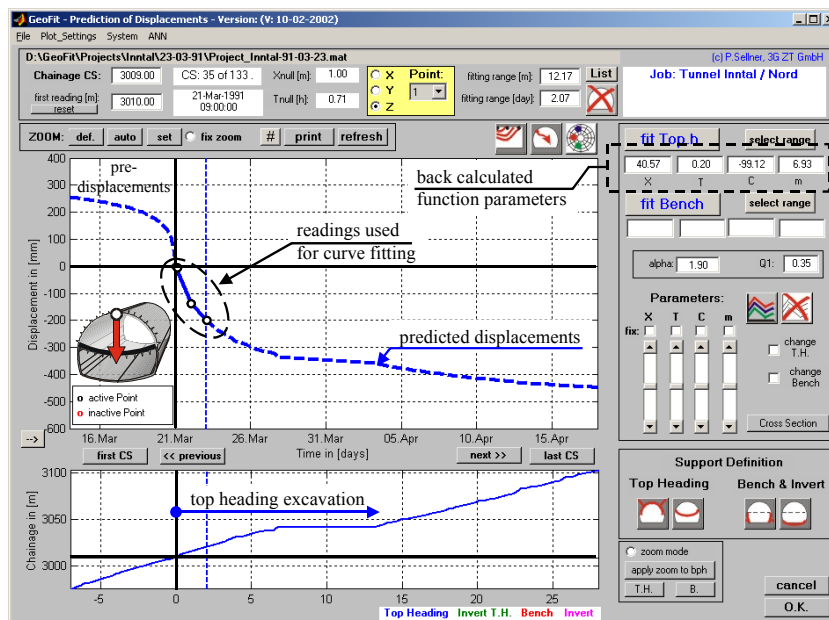 GeoFit - Prediction of Displacements - Version: (V: 10-02-2002)
File Plot_Settings System ANN
D:\GeoFit\Projects\Inntal\23-03-91\Project_Inntal-91-03-23.mat
(c) P.Sellner, 3G ZT GmbH
Chainage CS: 3009.00 CS: 35 of 133 . Xnull [m]: 1.00 X Point: fitting range [m]: 12.17 List Job: Tunnel Inntal / Nord
Y 1
first reading [m]: 3010.00 21-Mar-1991 Tnull [h]: 0.71 Z fitting range [day]: 2.07
reset 09:00:00
ZOOM: def. auto set fix zoom # print refresh
fit Top h select range
40.57 0.20 -99.12 6.93
X T C m
fit Bench select range
alpha: 1.90 Q1: 0.35
Parameters:
X T C m
fix:
change
T.H.
change
Bench
Cross Section
400
300
200
100
0
-100
-200
-300
-400
-500
-600
Displacement in [mm]
pre-
displacements
back calculated
function parameters
readings used
for curve fitting
predicted displacements
active Point
inactive Point
16.Mar 21.Mar 26.Mar 31.Mar 05.Apr 10.Apr 15.Apr
Time in [days]
-->
first CS << previous next >> last CS
3100
3050
3000
Chainage in [m]
top heading excavation
-5 0 5 10 15 20 25
Top Heading Invert T.H. Bench Invert
Support Definition
Top Heading Bench & Invert
zoom mode
apply zoom to bph
T.H. B.
cancel
O.K.